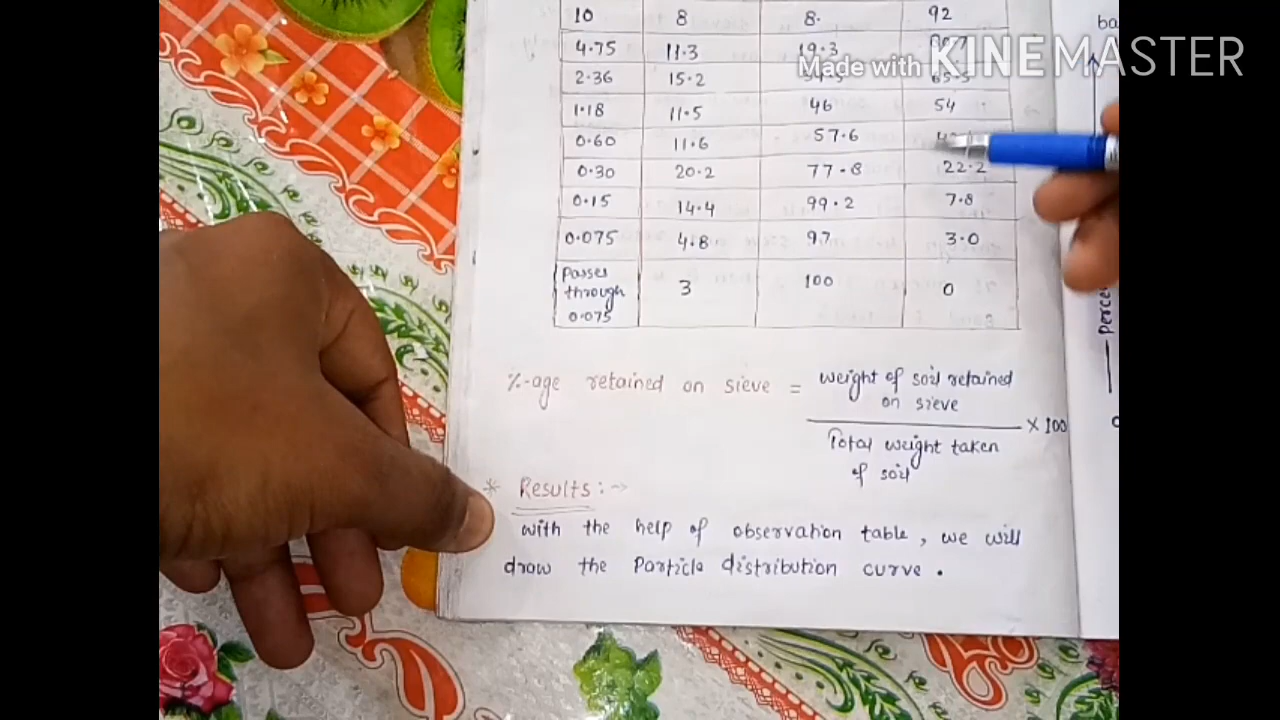 10 8 8. 92
4.75 11.3 19.3
Made with KINEMASTER
2.36 15.2 65.5
1.18 11.5 46 54
0.60 11.6 57.6
0.30 20.2 77.8 22.2
0.15 14.4 99.2 7.8
0.075 4.8 97 3.0
Passes through 0.075 3 100 0
%-age retained on sieve = weight of soil retained on sieve
Total weight taken of soil × 100
* Results :→
with the help of observation table, we will
draw the Particle distribution curve.
ba
Perce